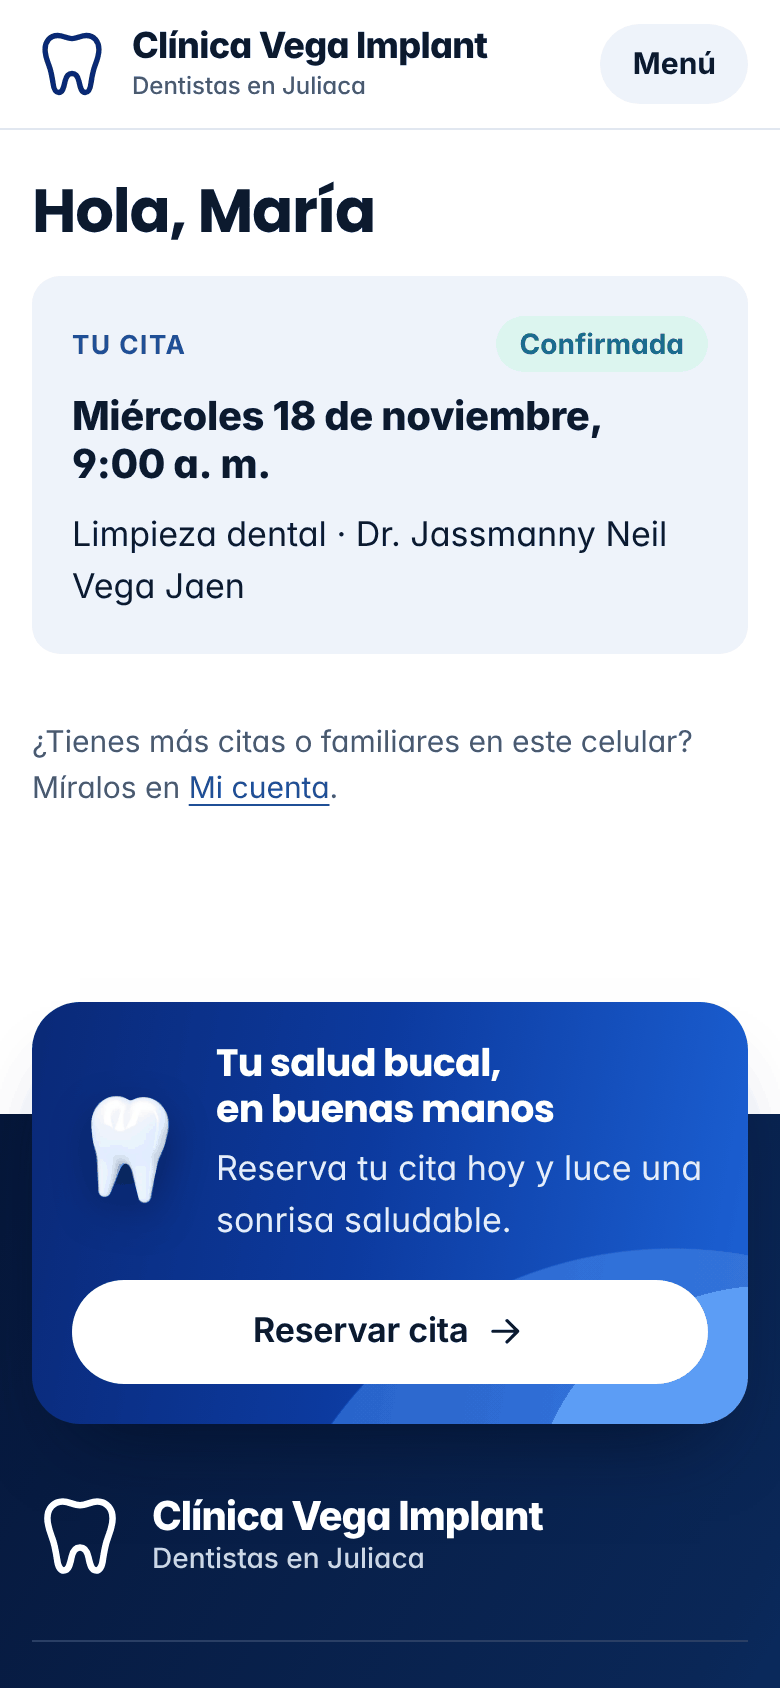 Clínica Vega Implant
Dentistas en Juliaca
Menú
Hola, María
TU CITA
Confirmada
Miércoles 18 de noviembre,
9:00 a. m.
Limpieza dental · Dr. Jassmanny Neil
Vega Jaen
¿Tienes más citas o familiares en este celular?
Míralos en Mi cuenta.
Tu salud bucal,
en buenas manos
Reserva tu cita hoy y luce una
sonrisa saludable.
Reservar cita →
Clínica Vega Implant
Dentistas en Juliaca